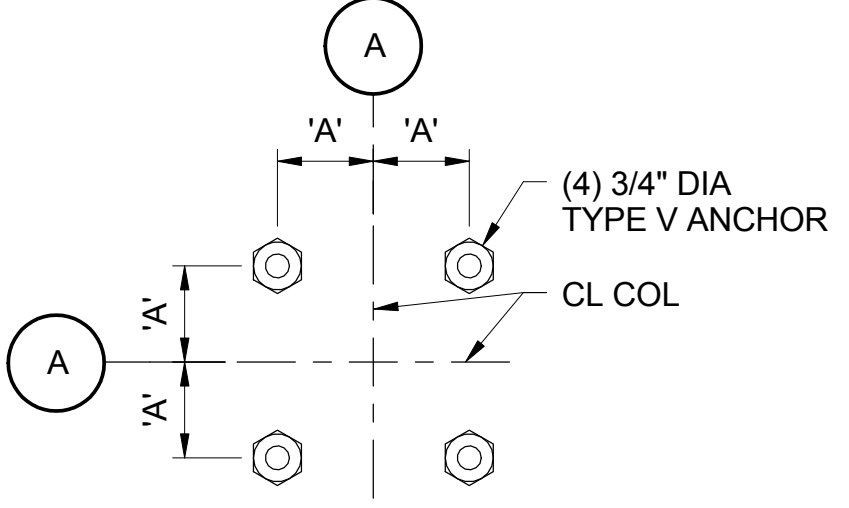 A
'A' 'A'
(4) 3/4" DIA
TYPE V ANCHOR
CL COL
'A'
A
'A'